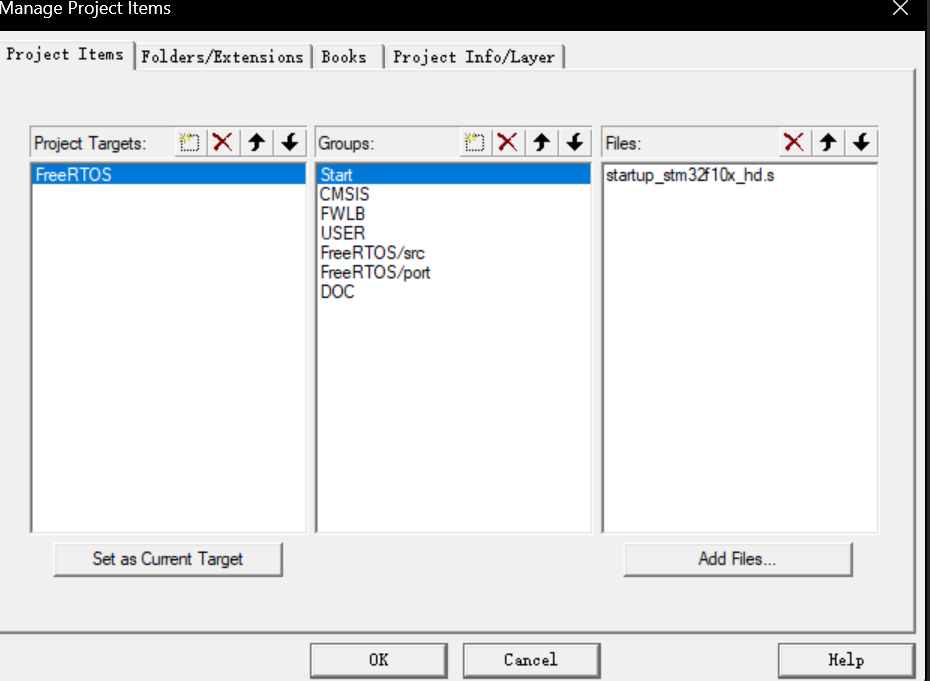 Manage Project Items
Project Items Folders/Extensions Books Project Info/Layer
Project Targets:
FreeRTOS
Groups:
Start
CMSIS
FWLB
USER
FreeRTOS/src
FreeRTOS/port
DOC
Files:
startup_stm32f10x_hd.s
Set as Current Target
Add Files...
OK Cancel Help